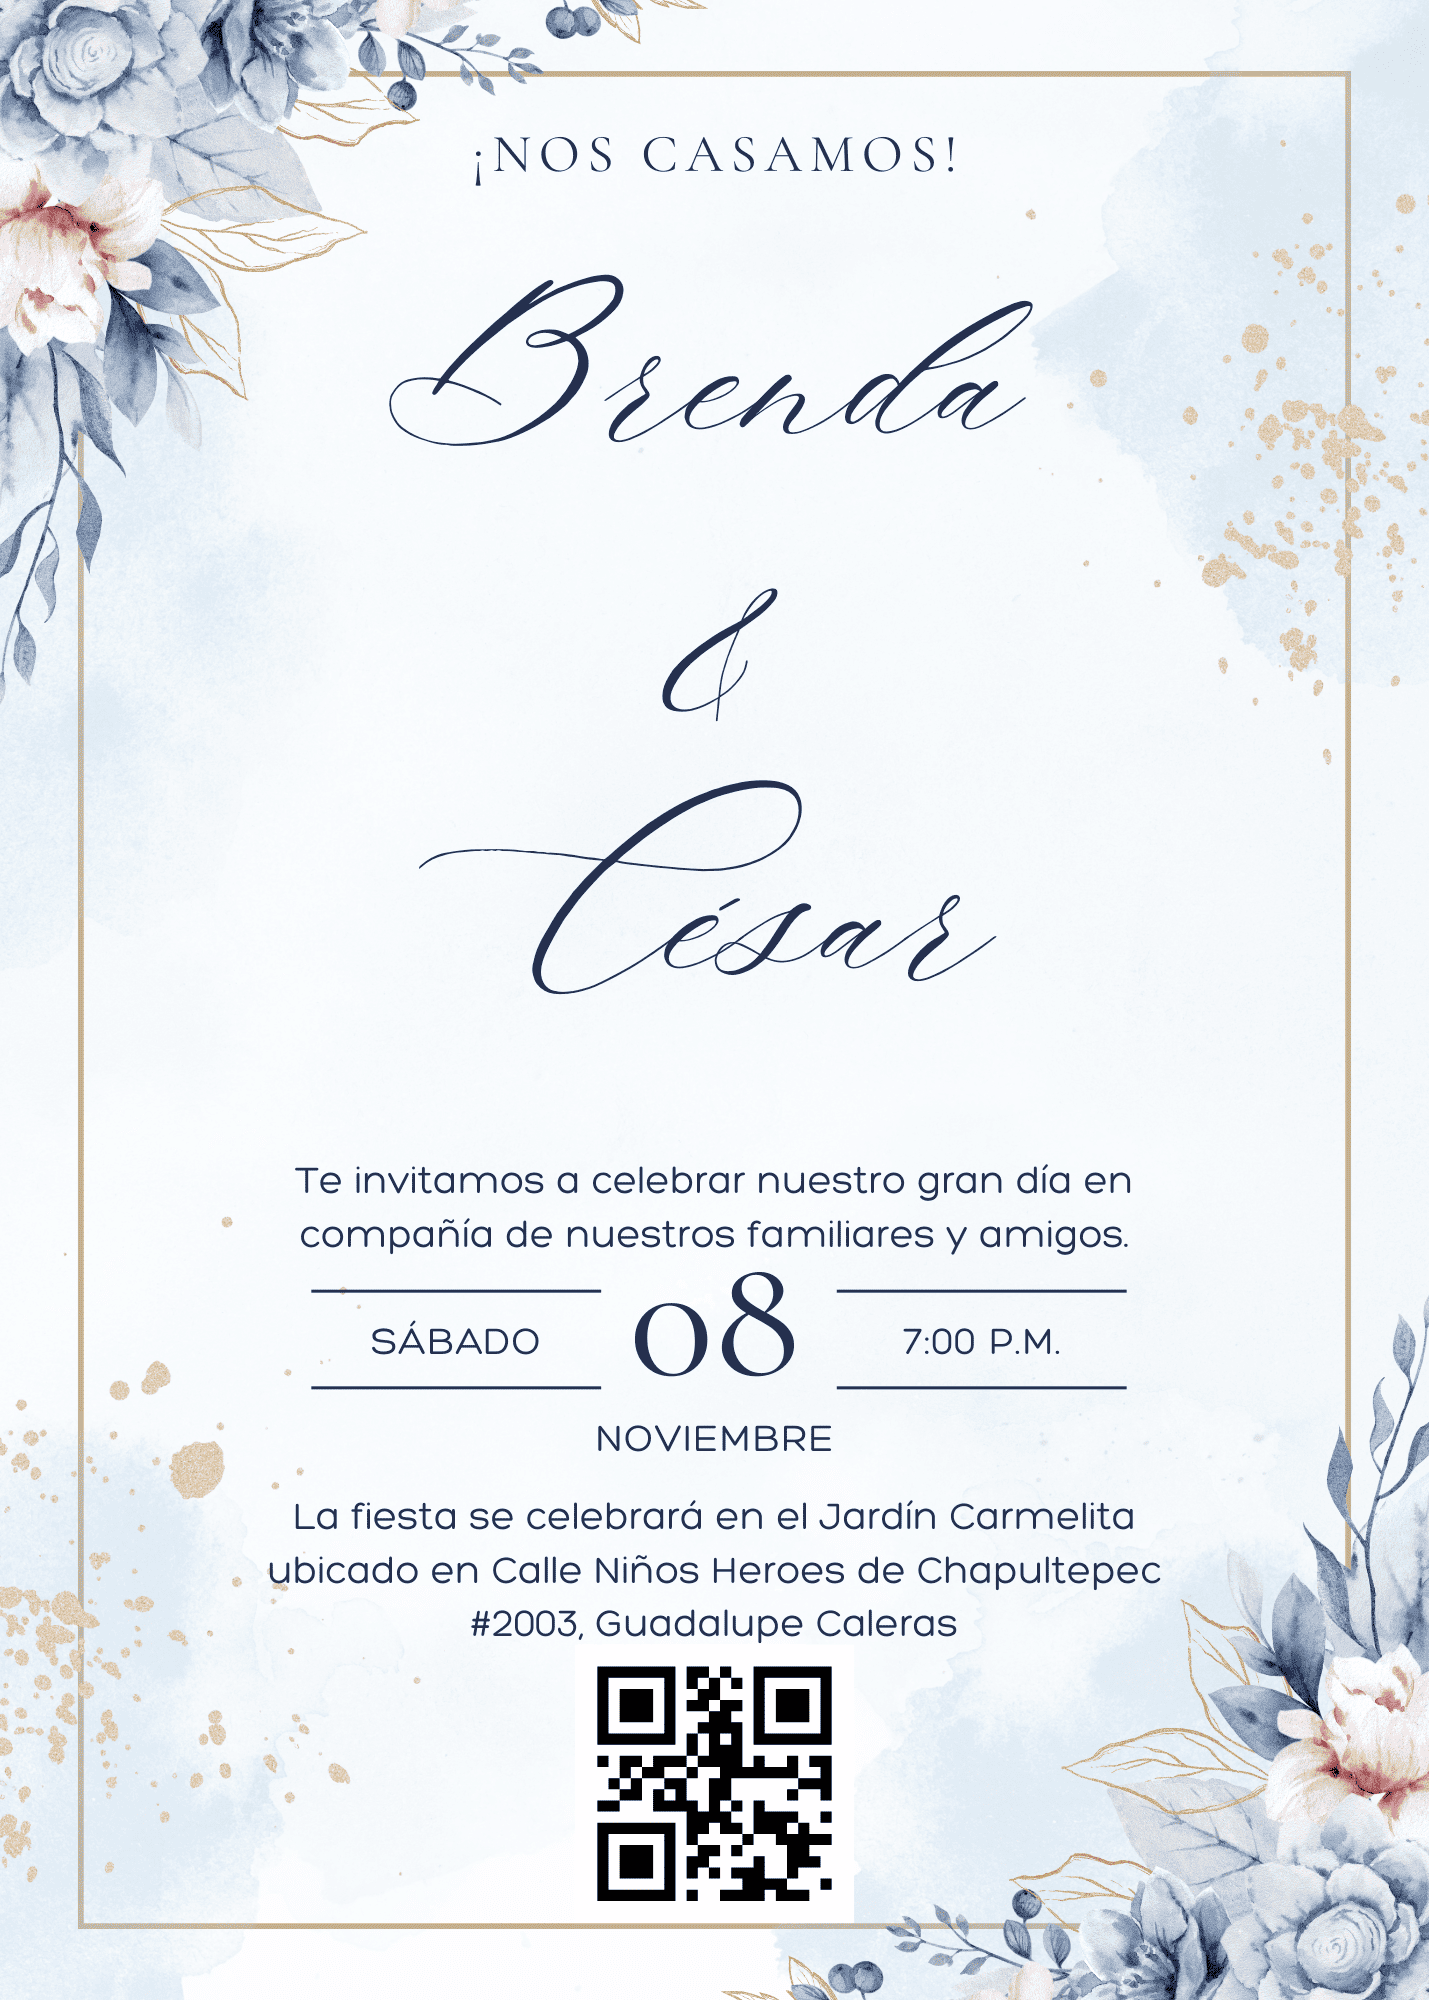 ¡NOS CASAMOS!
Brenda
&
César
Te invitamos a celebrar nuestro gran día en
compañía de nuestros familiares y amigos.
SÁBADO
08
7:00 P.M.
NOVIEMBRE
La fiesta se celebrará en el Jardín Carmelita
ubicado en Calle Niños Heroes de Chapultepec
#2003, Guadalupe Caleras